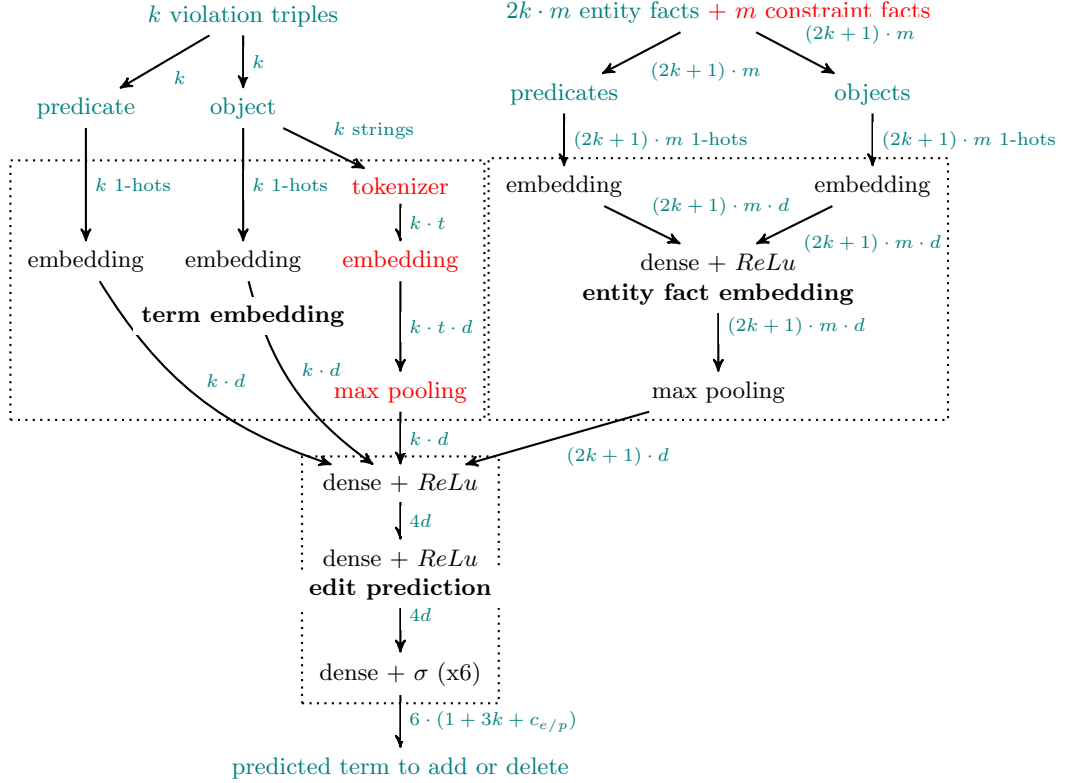 k violation triples
2k · m entity facts + m constraint facts
(2k + 1) · m
k
k
(2k + 1) · m
predicate
object
predicates
objects
k strings
(2k + 1) · m 1-hots
(2k + 1) · m 1-hots
k 1-hots
k 1-hots
tokenizer
embedding
embedding
k · t
(2k + 1) · m · d
(2k + 1) · m · d
embedding
embedding
embedding
dense + ReLu
entity fact embedding
term embedding
k · t · d
(2k + 1) · m · d
k · d
k · d
max pooling
max pooling
k · d
(2k + 1) · d
dense + ReLu
4d
dense + ReLu
edit prediction
4d
dense + σ (x6)
6 · (1 + 3k + c_{e/p})
predicted term to add or delete